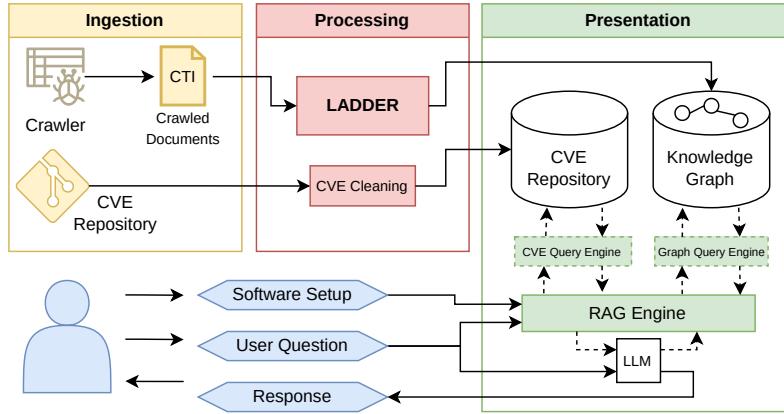 Ingestion
Processing
Presentation
CTI
Crawler
Crawled
Documents
LADDER
CVE
Repository
Knowledge
Graph
CVE
Repository
CVE Cleaning
CVE Query Engine
Graph Query Engine
Software Setup
RAG Engine
User Question
LLM
Response